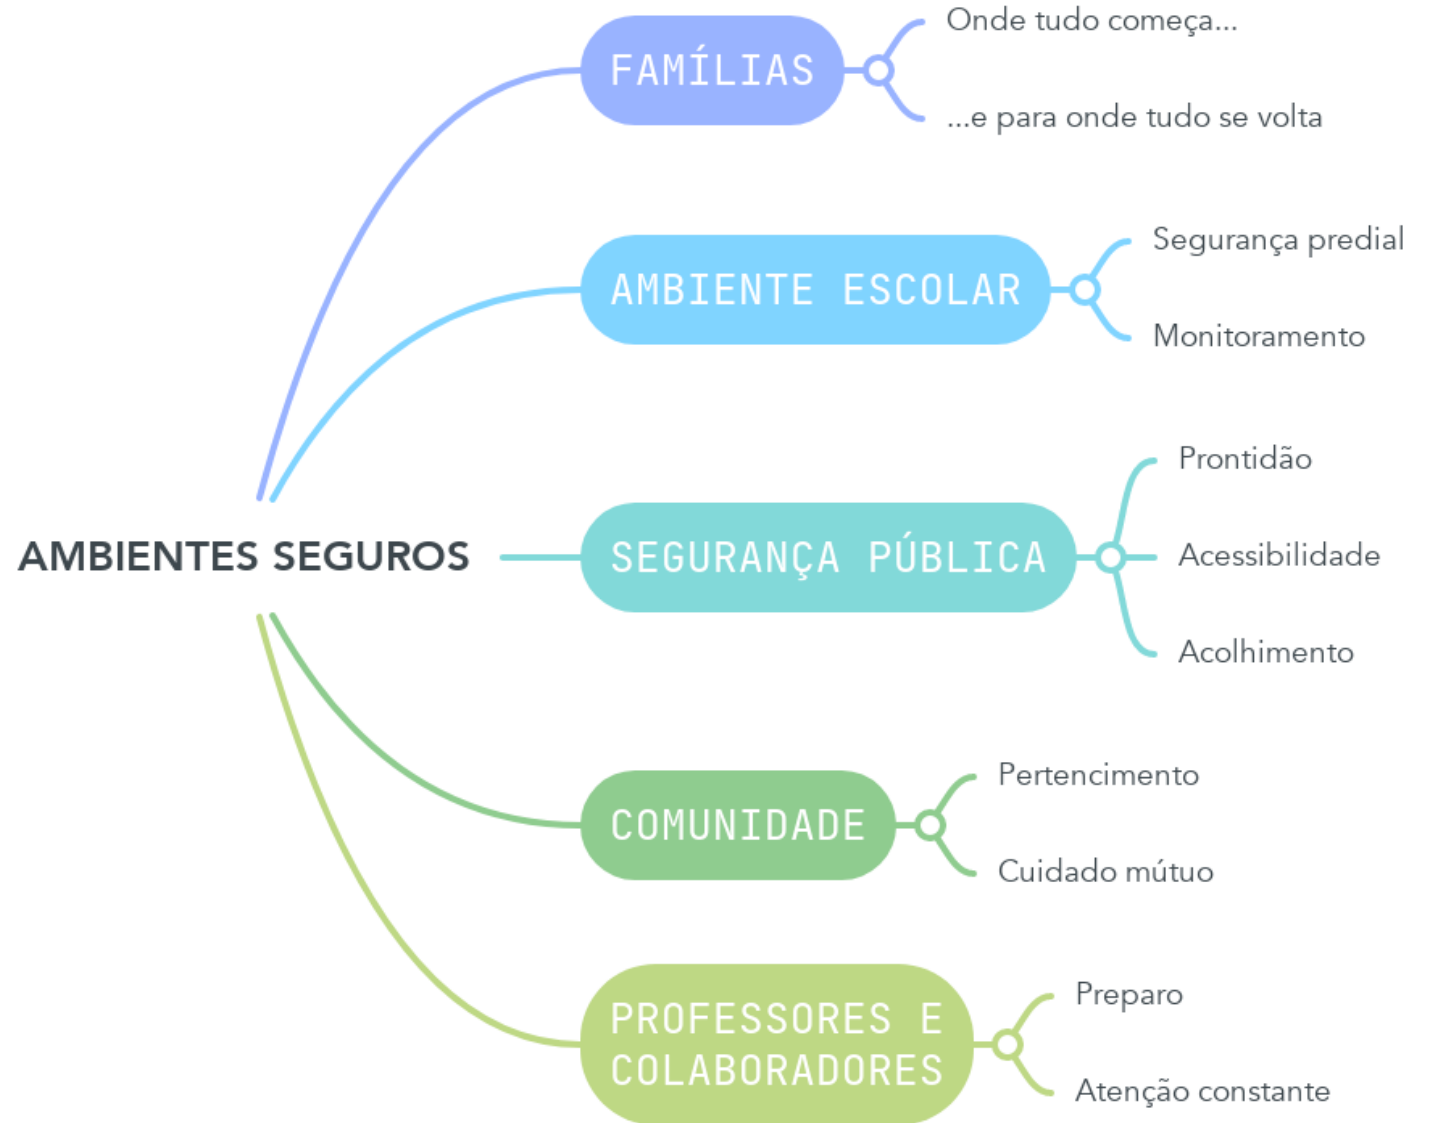 FAMÍLIAS
Onde tudo começa...
...e para onde tudo se volta
AMBIENTE ESCOLAR
Segurança predial
Monitoramento
AMBIENTES SEGUROS
SEGURANÇA PÚBLICA
Prontidão
Acessibilidade
Acolhimento
COMUNIDADE
Pertencimento
Cuidado mútuo
PROFESSORES E
COLABORADORES
Preparo
Atenção constante